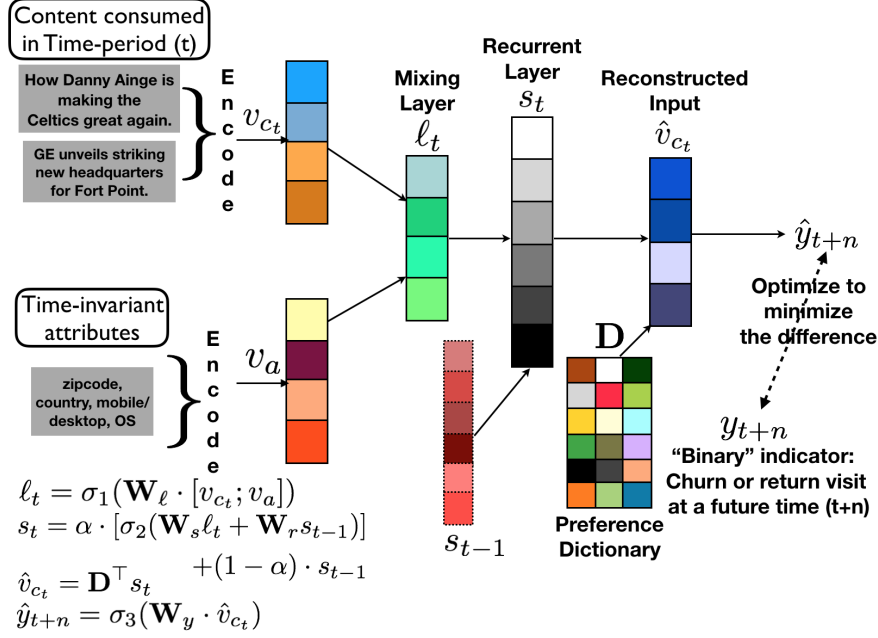 Content consumed
in Time-period (t)
How Danny Ainge is
making the
Celtics great again.
GE unveils striking
new headquarters
for Fort Point.
E
n
c
o
d
e
v_{c_t}
Mixing
Layer
ℓ_t
Recurrent
Layer
s_t
Reconstructed
Input
v̂_{c_t}
ŷ_{t+n}
Optimize to
minimize
the difference
y_{t+n}
"Binary" indicator:
Churn or return visit
at a future time (t+n)
Time-invariant
attributes
zipcode,
country, mobile/
desktop, OS
E
n
c
o
d
e
v_a
s_{t−1}
D
Preference
Dictionary
ℓ_t = σ_1(W_ℓ · [v_{c_t}; v_a])
s_t = α · [σ_2(W_s ℓ_t + W_r s_{t−1})]
+(1 − α) · s_{t−1}
v̂_{c_t} = D^⊤ s_t
ŷ_{t+n} = σ_3(W_y · v̂_{c_t})